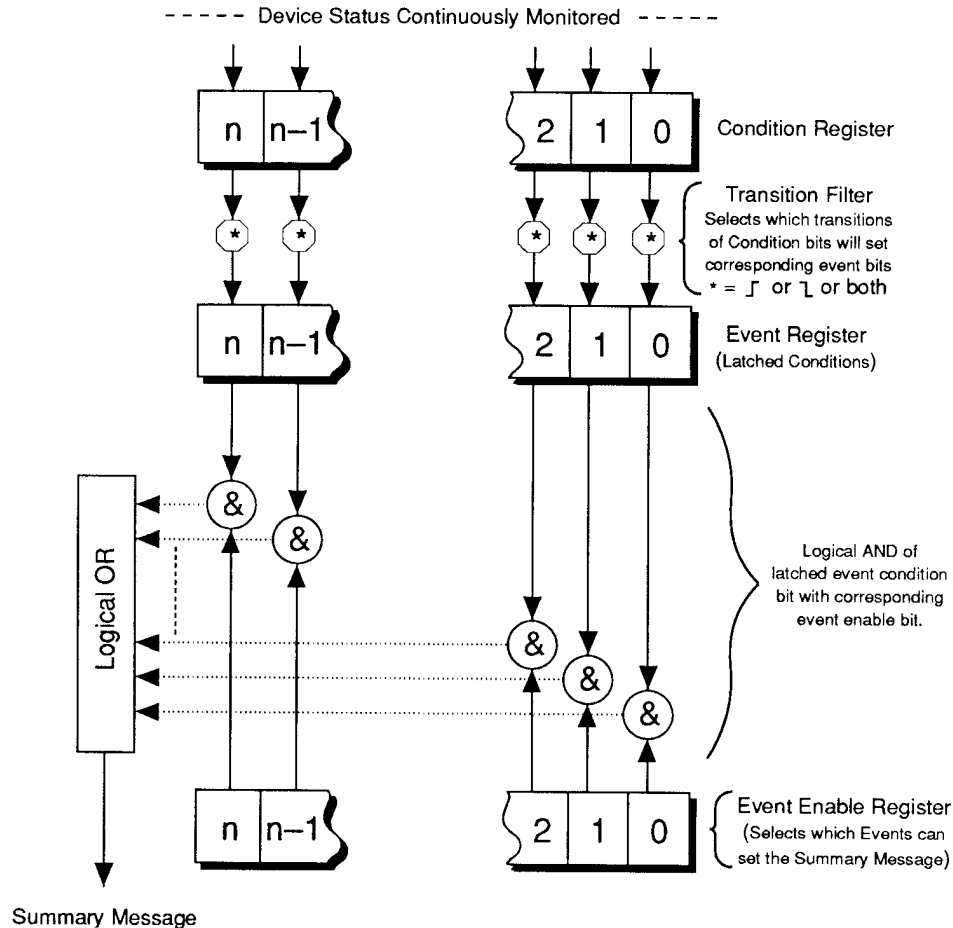 ----- Device Status Continuously Monitored -----
n n–1 2 1 0 Condition Register
Transition Filter
Selects which transitions
of Condition bits will set
corresponding event bits
* = or or both
* * * * *
n n–1 2 1 0 Event Register
(Latched Conditions)
& & & & &
Logical OR
Logical AND of
latched event condition
bit with corresponding
event enable bit.
n n–1 2 1 0 Event Enable Register
(Selects which Events can
set the Summary Message)
Summary Message